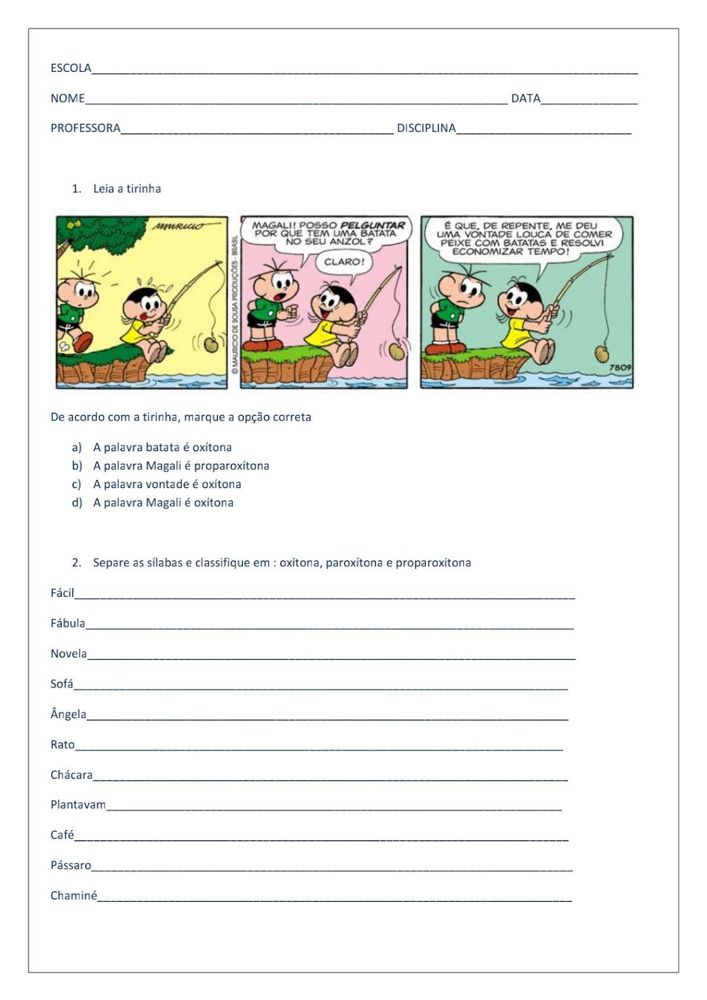 ESCOLA
NOME DATA
PROFESSORA DISCIPLINA
1. Leia a tirinha
MAURICIO
© MAURICIO DE SOUSA PRODUÇÕES - BRASIL
MAGALI! POSSO PELGUNTAR
POR QUE TEM UMA BATATA
NO SEU ANZOL?
CLARO!
É QUE, DE REPENTE, ME DEU
UMA VONTADE LOUCA DE COMER
PEIXE COM BATATAS E RESOLVI
ECONOMIZAR TEMPO!
7809
De acordo com a tirinha, marque a opção correta
a) A palavra batata é oxítona
b) A palavra Magali é proparoxítona
c) A palavra vontade é oxítona
d) A palavra Magali é oxítona
2. Separe as sílabas e classifique em : oxítona, paroxítona e proparoxítona
Fácil
Fábula
Novela
Sofá
Ângela
Rato
Chácara
Plantavam
Café
Pássaro
Chaminé